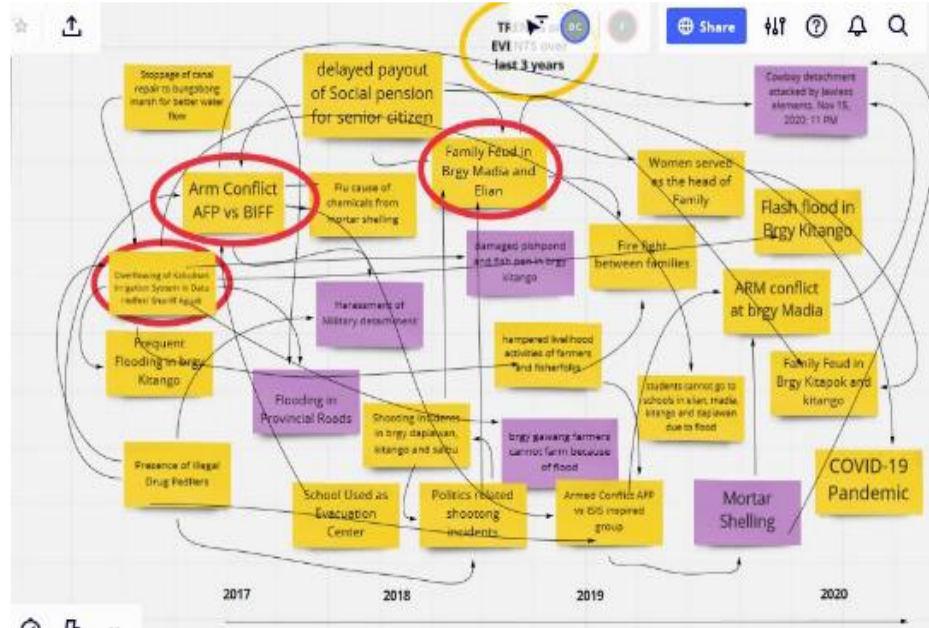 Share
EVENTS over
last 3 years
Stoppage of canal
repair to bungsbong
marsh for better water
flow
delayed payout
of Social pension
for senior citizen
Cowboy detachment
attacked by lawless
elements. Nov 15,
2020; 11 PM
Arm Conflict
AFP vs BIFF
Flu cause of
chemicals from
mortar shelling
Family Feud in
Brgy Madia and
Elian
Women served
as the head of
Family
Flash flood in
Brgy Kitango
Overflowing of
Irrigation System in Datu
damaged pishpond
and fish pen in brgy
kitango
Fire fight
between families
Harassment of
Military detachment
ARM conflict
at brgy Madia
Frequent
Flooding in brgy
Kitango
hampered livelihood
activities of farmers
and fisherfolks
Family Feud in
Brgy Kitapok and
kitango
Flooding in
Provincial Roads
students cannot go to
schools in elian, madia,
kitango and dapiawan
due to flood
Shooting incidents
in brgy dapiawan,
kitango and salbu
brgy gawang farmers
cannot farm because
of flood
Presence of illegal
Drug Pedllers
School Used as
Evacuation
Center
Politics related
shootong
incidents
Armed Conflict AFP
vs ISIS inspired
group
Mortar
Shelling
COVID-19
Pandemic
2017
2018
2019
2020